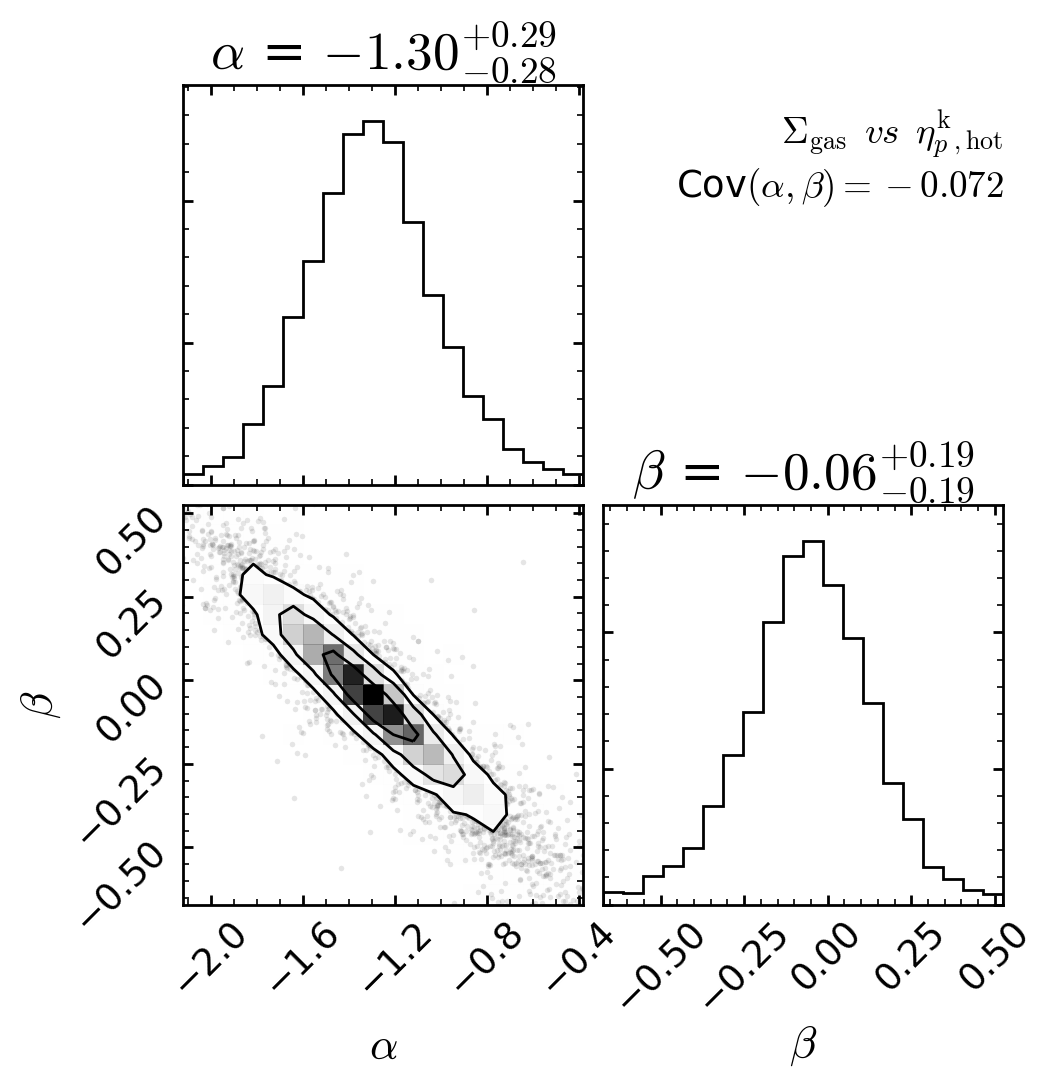 α = −1.30^{+0.29}_{−0.28}
Σ_gas vs η^k_{p,hot}
Cov(α, β) = −0.072
β = −0.06^{+0.19}_{−0.19}
0.50
0.25
0.00
−0.25
−0.50
β
−2.0 −1.6 −1.2 −0.8 −0.4
α
−0.50 −0.25 0.00 0.25 0.50
β